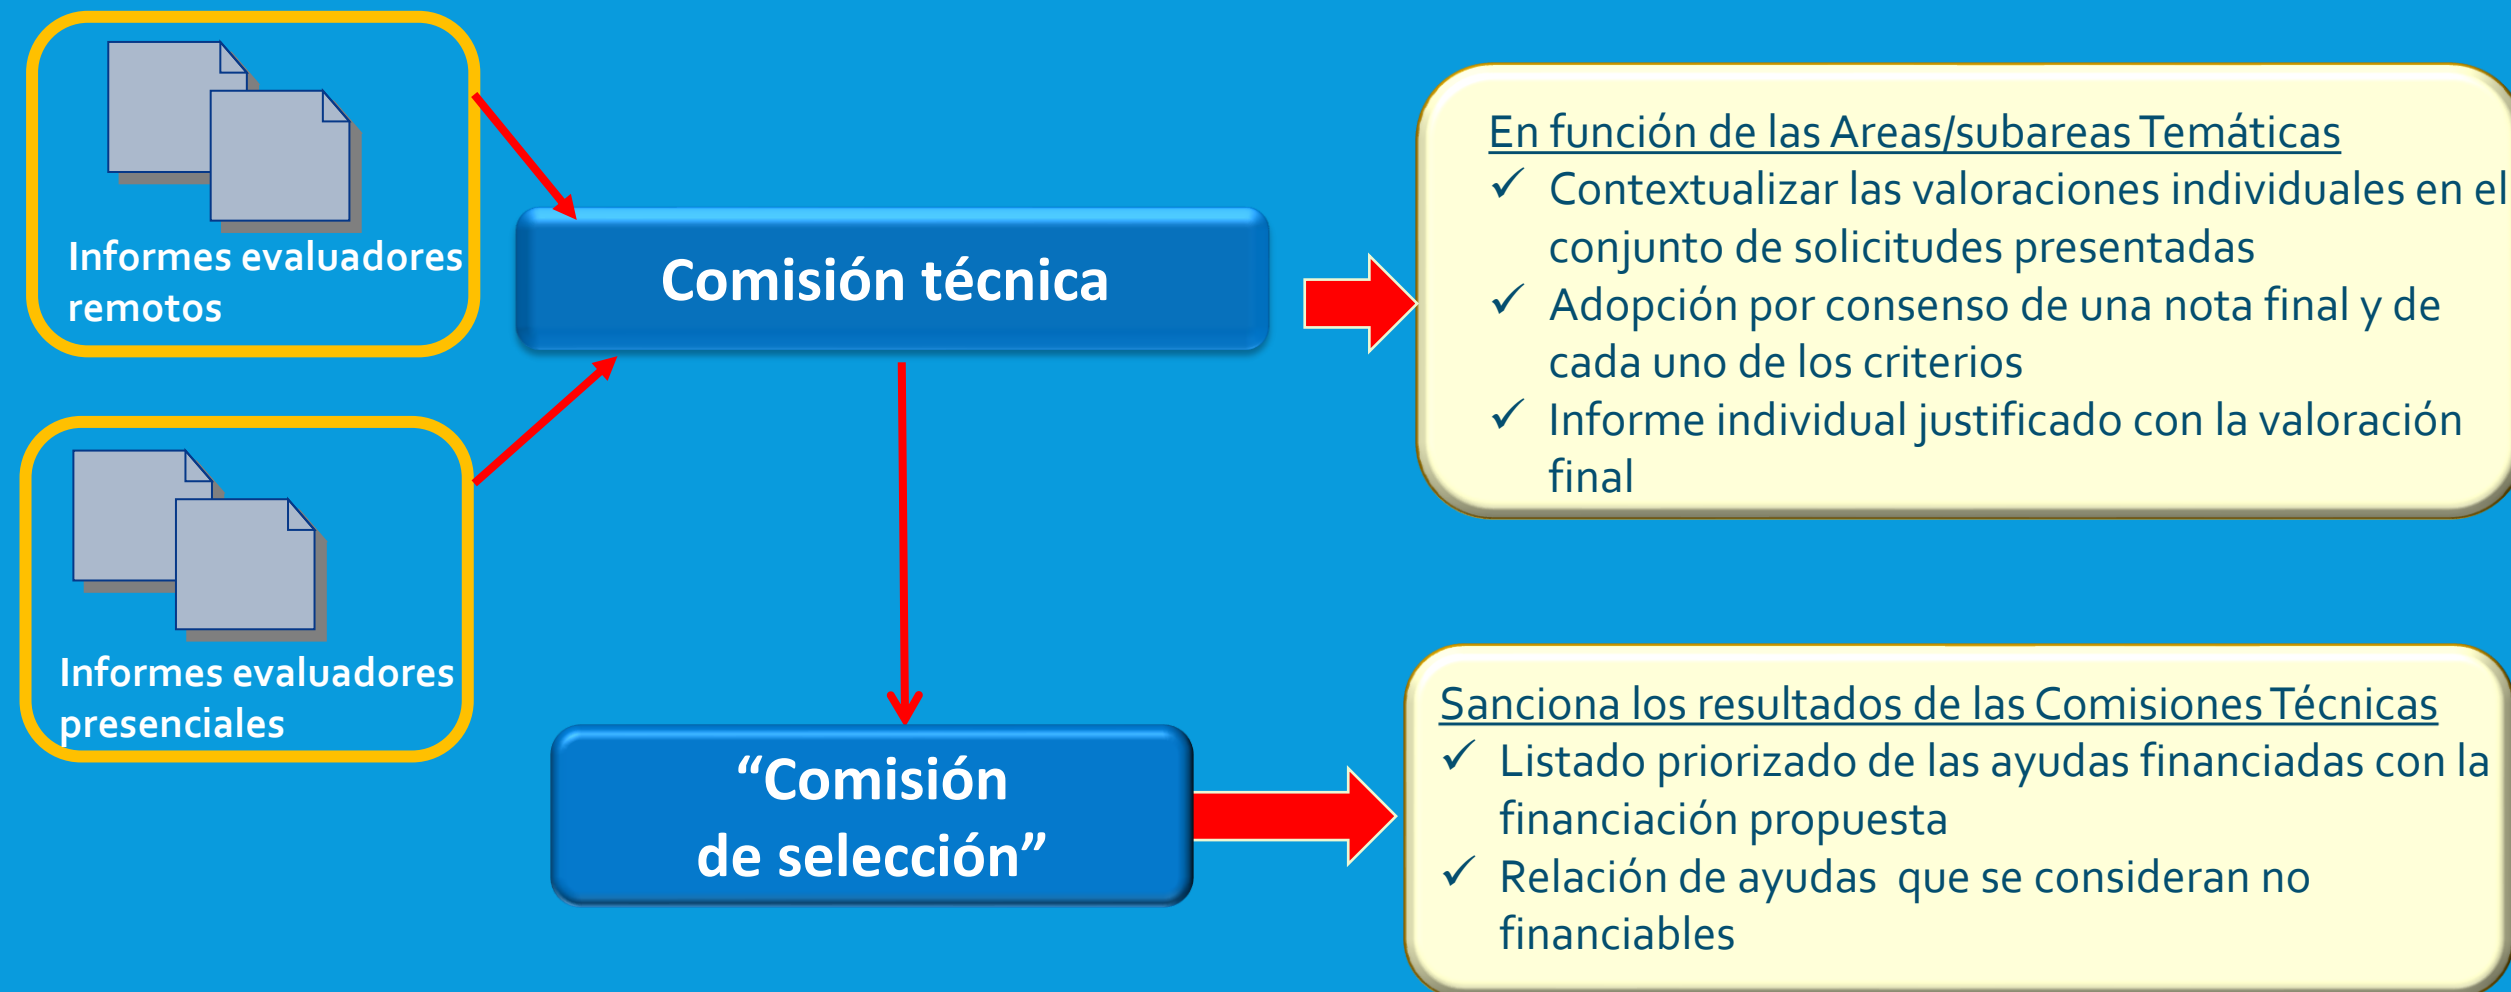 Informes evaluadores
remotos
Comisión técnica
En función de las Areas/subareas Temáticas
✓ Contextualizar las valoraciones individuales en el
conjunto de solicitudes presentadas
✓ Adopción por consenso de una nota final y de
cada uno de los criterios
✓ Informe individual justificado con la valoración
final
Informes evaluadores
presenciales
“Comisión
de selección”
Sanciona los resultados de las Comisiones Técnicas
✓ Listado priorizado de las ayudas financiadas con la
financiación propuesta
✓ Relación de ayudas que se consideran no
financiables